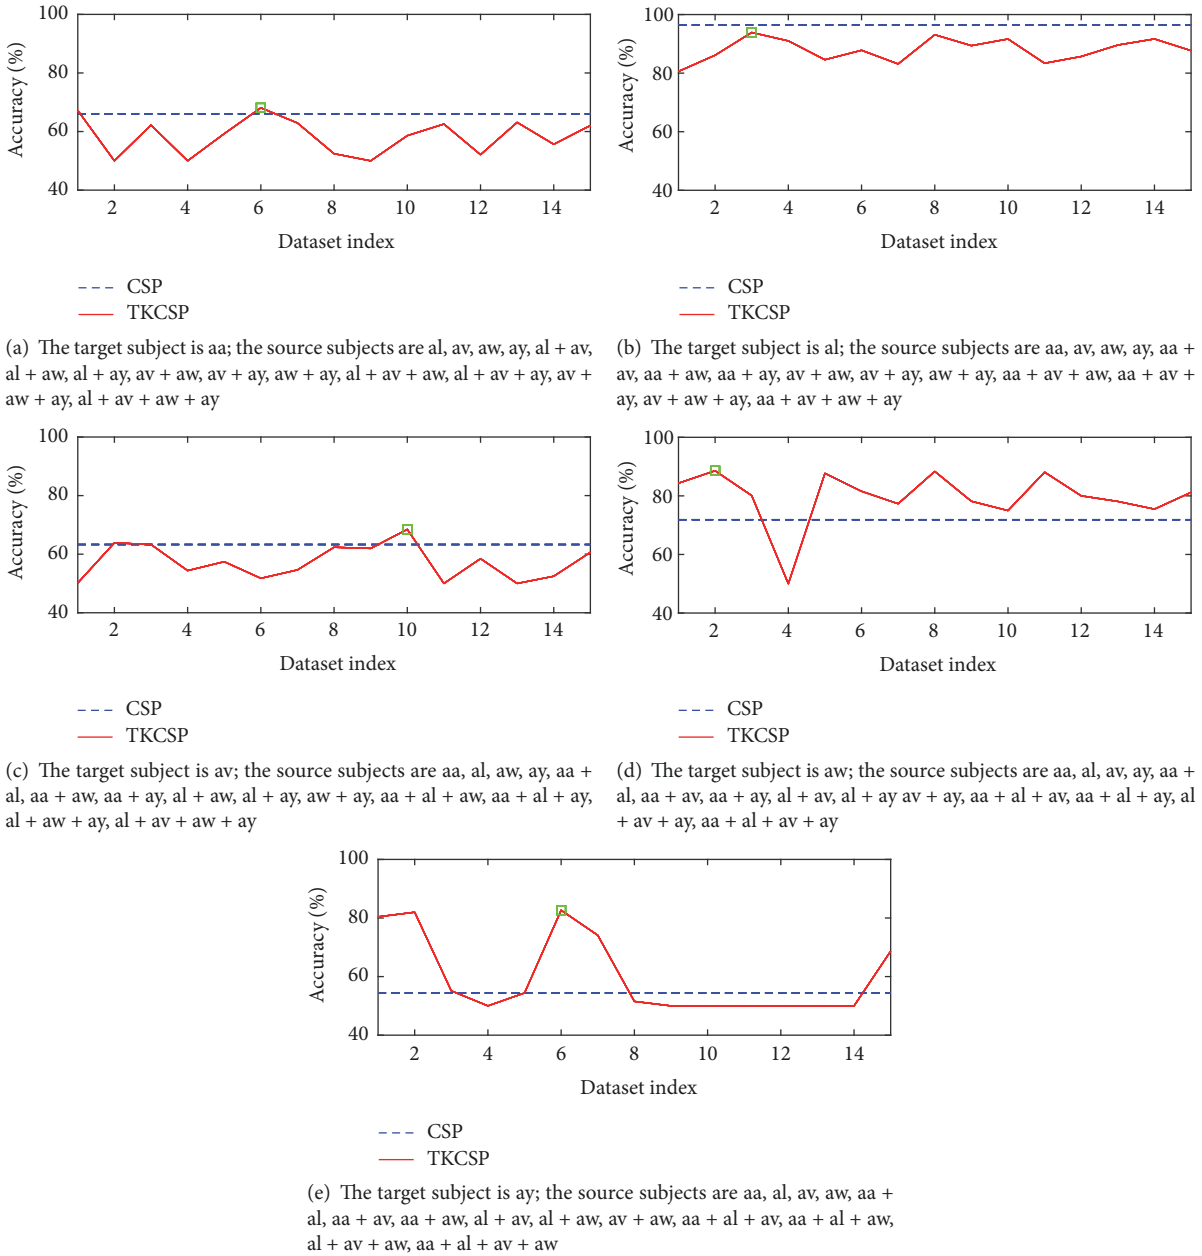 100
80
60
40
Accuracy (%)
2 4 6 8 10 12 14
Dataset index
CSP
TKCSP
(a) The target subject is aa; the source subjects are al, av, aw, ay, al + av,
al + aw, al + ay, av + aw, av + ay, aw + ay, al + av + aw, al + av + ay, av +
aw + ay, al + av + aw + ay
100
80
60
40
Accuracy (%)
2 4 6 8 10 12 14
Dataset index
CSP
TKCSP
(b) The target subject is al; the source subjects are aa, av, aw, ay, aa +
av, aa + aw, aa + ay, av + aw, av + ay, aw + ay, aa + av + aw, aa + av +
ay, av + aw + ay, aa + av + aw + ay
100
80
60
40
Accuracy (%)
2 4 6 8 10 12 14
Dataset index
CSP
TKCSP
(c) The target subject is av; the source subjects are aa, al, aw, ay, aa +
al, aa + aw, aa + ay, al + aw, al + ay, aw + ay, aa + al + aw, aa + al + ay,
al + aw + ay, al + av + aw + ay
100
80
60
40
Accuracy (%)
2 4 6 8 10 12 14
Dataset index
CSP
TKCSP
(d) The target subject is aw; the source subjects are aa, al, av, ay, aa +
al, aa + av, aa + ay, al + av, al + ay av + ay, aa + al + av, aa + al + ay, al
+ av + ay, aa + al + av + ay
100
80
60
40
Accuracy (%)
2 4 6 8 10 12 14
Dataset index
CSP
TKCSP
(e) The target subject is ay; the source subjects are aa, al, av, aw, aa +
al, aa + av, aa + aw, al + av, al + aw, av + aw, aa + al + av, aa + al + aw,
al + av + aw, aa + al + av + aw